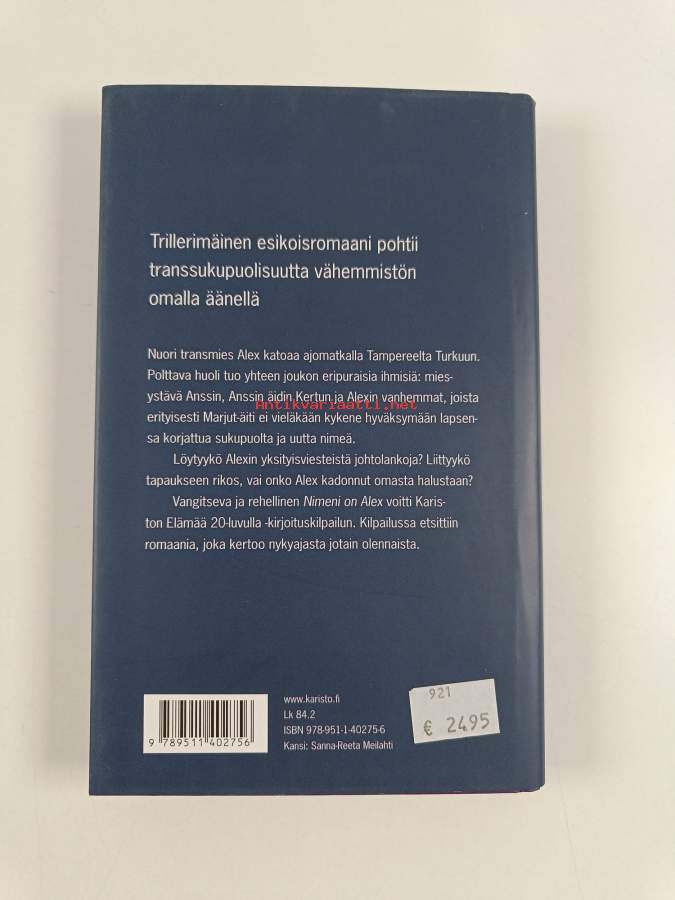 Trillerimäinen esikoisromaani pohtii
transsukupuolisuutta vähemmistön
omalla äänellä
Nuori transmies Alex katoaa ajomatkalla Tampereelta Turkuun.
Polttava huoli tuo yhteen joukon eripuraisia ihmisiä: mies-
ystävä Anssin, Anssin äidin Kertun ja Alexin vanhemmat, joista
Antikvariaatti.net
erityisesti Marjut-äiti ei vieläkään kykene hyväksymään lapsen-
sa korjattua sukupuolta ja uutta nimeä.
Löytyykö Alexin yksityisviesteistä johtolankoja? Liittyykö
tapaukseen rikos, vai onko Alex kadonnut omasta halustaan?
Vangitseva ja rehellinen Nimeni on Alex voitti Karis-
ton Elämää 20-luvulla -kirjoituskilpailun. Kilpailussa etsittiin
romaania, joka kertoo nykyajasta jotain olennaista.
www.karisto.fi
Lk 84.2
ISBN 978-951-1-40275-6
Kansi: Sanna-Reeta Meilahti
9 789511 402756
921
€ 2495